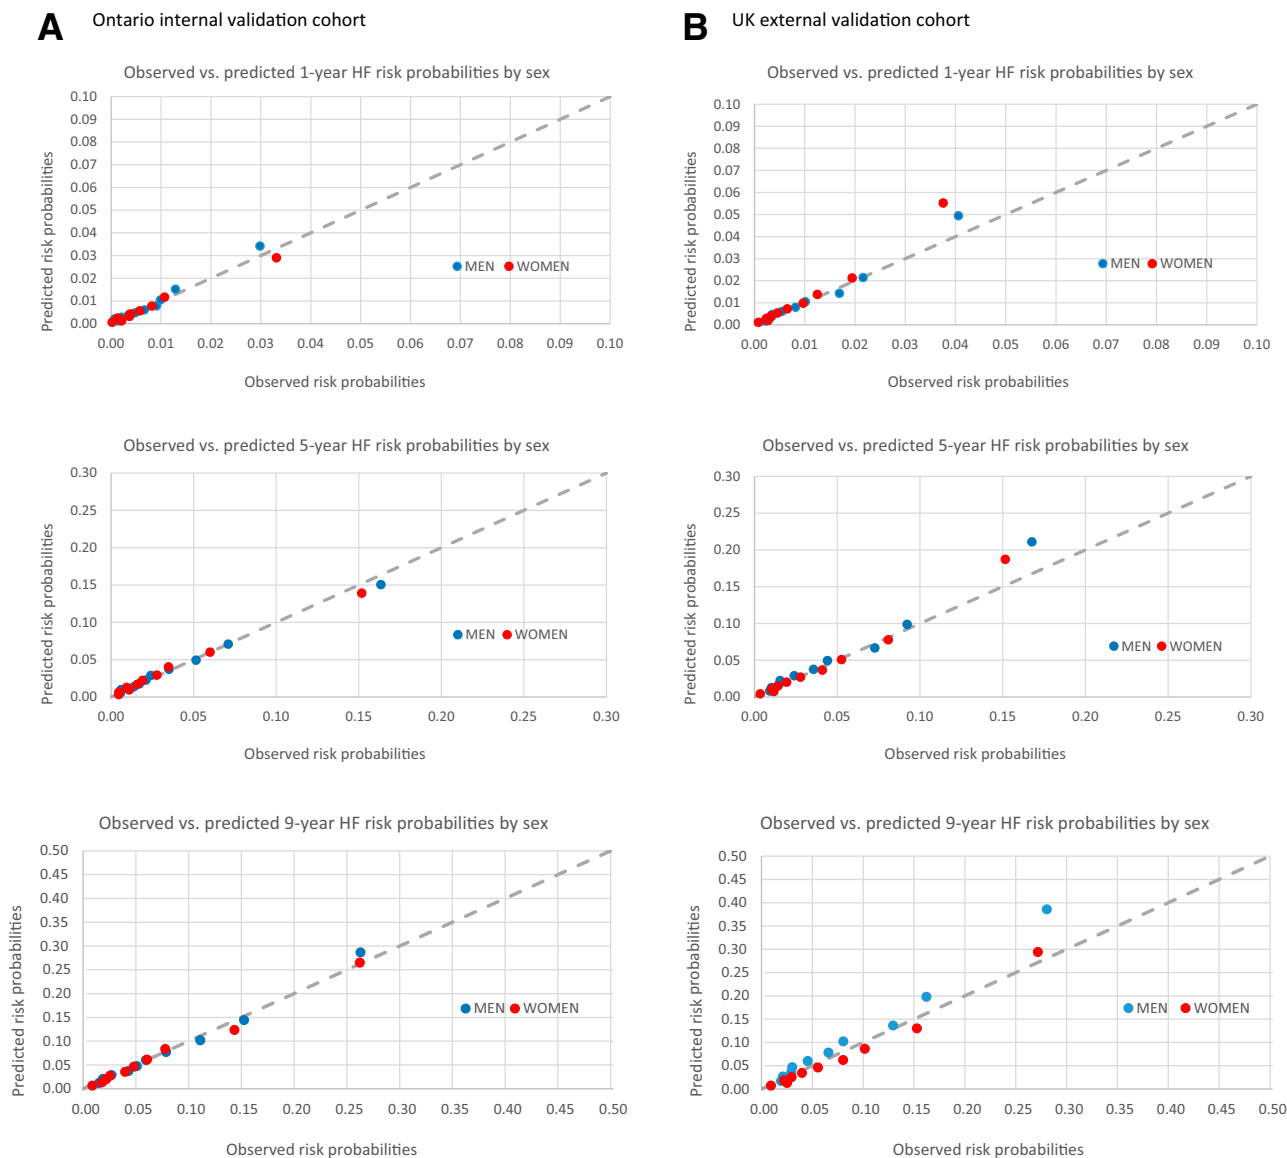 A Ontario internal validation cohort
Observed vs. predicted 1-year HF risk probabilities by sex
Predicted risk probabilities
0.10
0.09
0.08
0.07
0.06
0.05
0.04
0.03
0.02
0.01
0.00
MEN WOMEN
0.00 0.01 0.02 0.03 0.04 0.05 0.06 0.07 0.08 0.09 0.10
Observed risk probabilities
Observed vs. predicted 5-year HF risk probabilities by sex
Predicted risk probabilities
0.30
0.25
0.20
0.15
0.10
0.05
0.00
MEN WOMEN
0.00 0.05 0.10 0.15 0.20 0.25 0.30
Observed risk probabilities
Observed vs. predicted 9-year HF risk probabilities by sex
Predicted risk probabilities
0.50
0.45
0.40
0.35
0.30
0.25
0.20
0.15
0.10
0.05
0.00
MEN WOMEN
0.00 0.05 0.10 0.15 0.20 0.25 0.30 0.35 0.40 0.45 0.50
Observed risk probabilities
B UK external validation cohort
Observed vs. predicted 1-year HF risk probabilities by sex
Predicted risk probabilities
0.10
0.09
0.08
0.07
0.06
0.05
0.04
0.03
0.02
0.01
0.00
MEN WOMEN
0.00 0.01 0.02 0.03 0.04 0.05 0.06 0.07 0.08 0.09 0.10
Observed risk probabilities
Observed vs. predicted 5-year HF risk probabilities by sex
Predicted risk probabilities
0.30
0.25
0.20
0.15
0.10
0.05
0.00
MEN WOMEN
0.00 0.05 0.10 0.15 0.20 0.25 0.30
Observed risk probabilities
Observed vs. predicted 9-year HF risk probabilities by sex
Predicted risk probabilities
0.50
0.45
0.40
0.35
0.30
0.25
0.20
0.15
0.10
0.05
0.00
MEN WOMEN
0.00 0.05 0.10 0.15 0.20 0.25 0.30 0.35 0.40 0.45 0.50
Observed risk probabilities